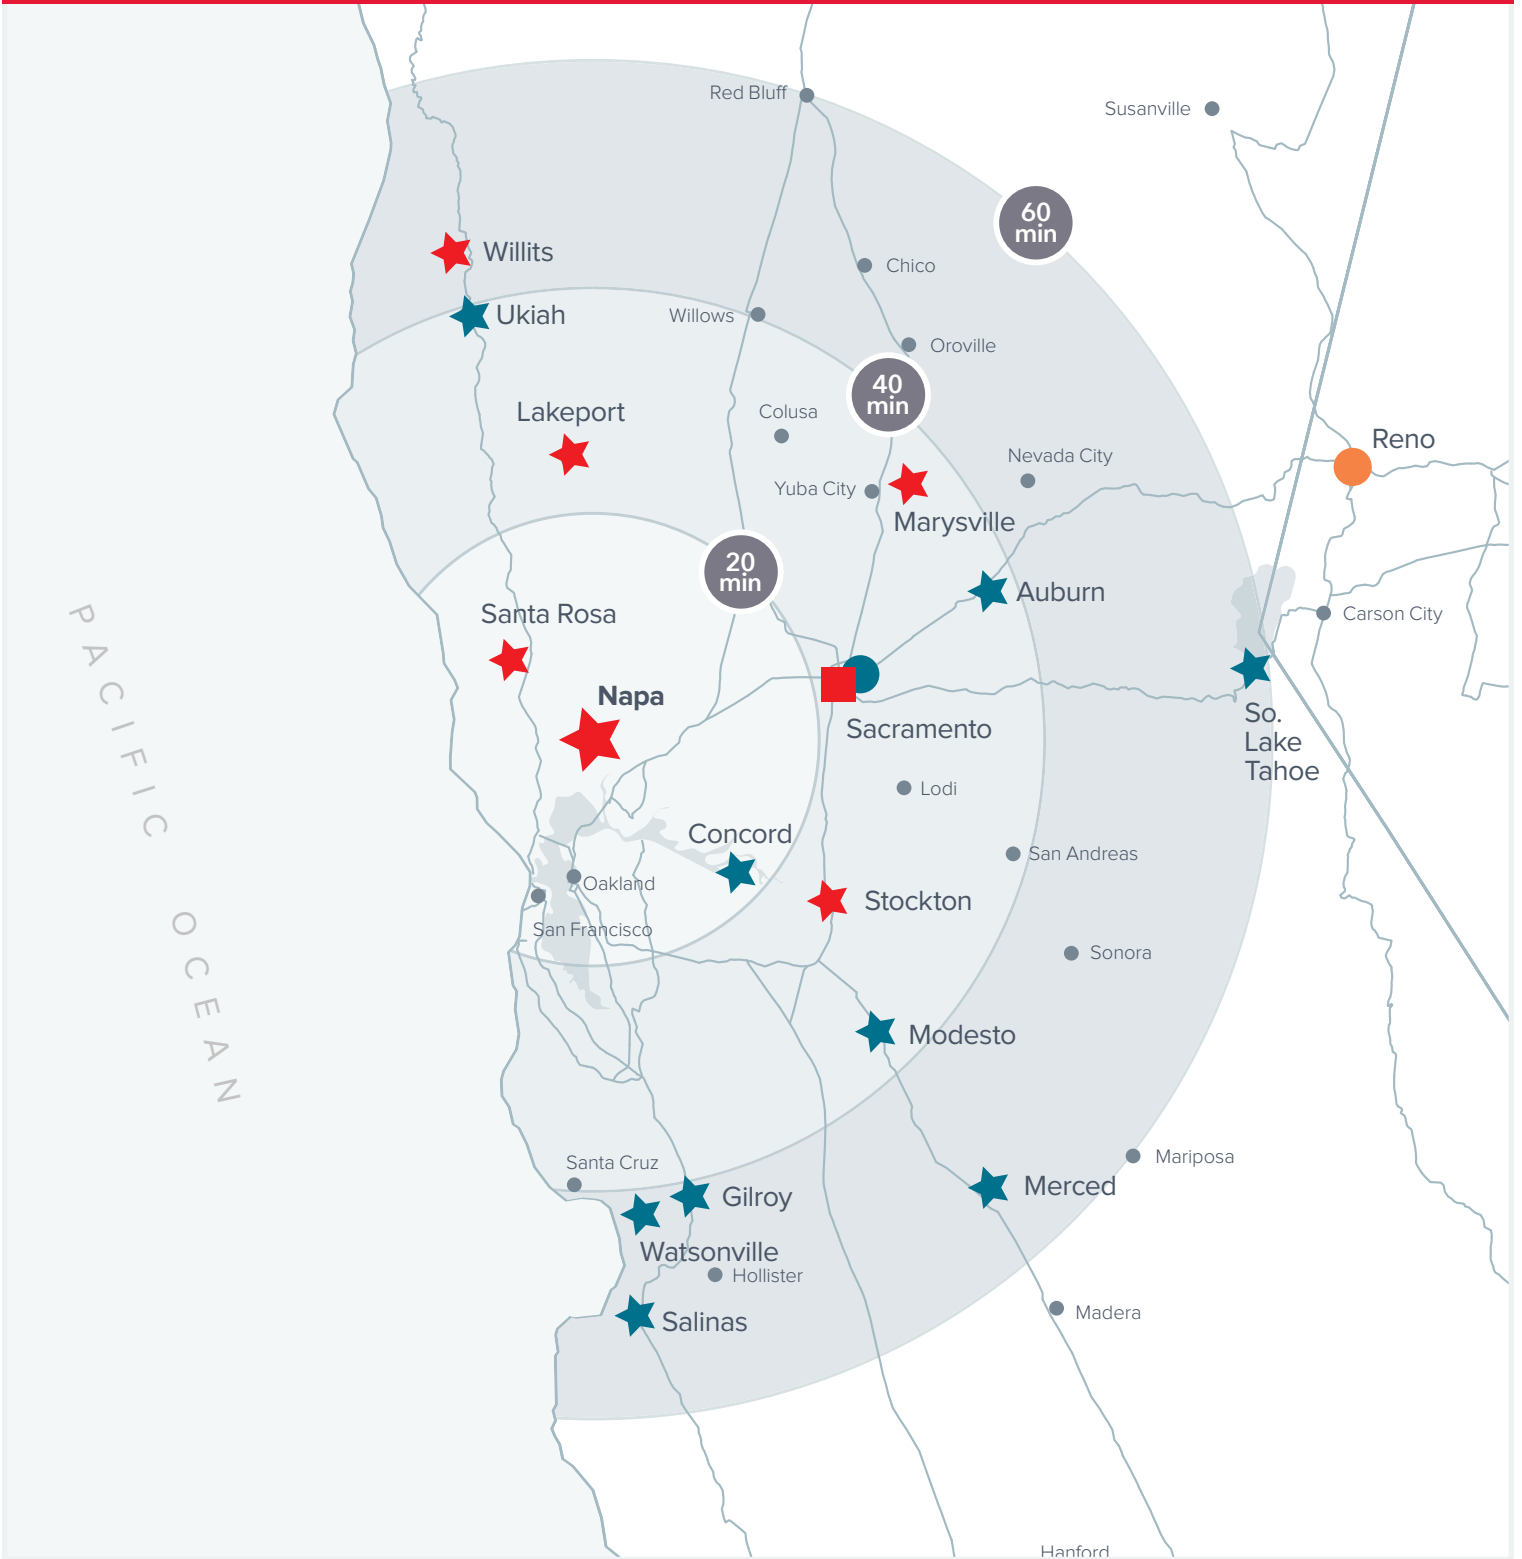 Red Bluff
Susanville
60
min
Willits
Chico
Ukiah
Willows
Oroville
40
min
Lakeport
Colusa
Reno
Nevada City
Yuba City
Marysville
20
min
Auburn
Santa Rosa
Carson City
Napa
Sacramento
So.
Lake
Tahoe
Lodi
Concord
San Andreas
Oakland
Stockton
San Francisco
Sonora
PACIFIC OCEAN
Modesto
Santa Cruz
Mariposa
Gilroy
Merced
Watsonville
Hollister
Salinas
Madera
Hanford